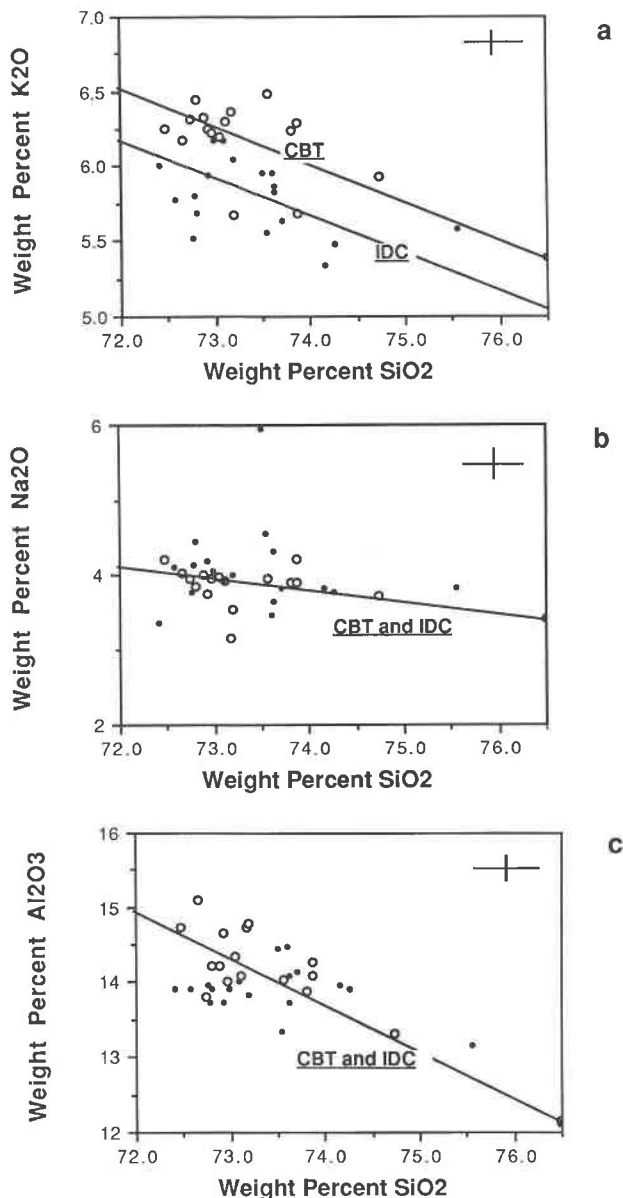 a
Weight Percent K2O
7.0
6.5
6.0
5.5
5.0
CBT
IDC
72.0 73.0 74.0 75.0 76.0
Weight Percent SiO2
b
Weight Percent Na2O
6
4
2
CBT and IDC
72.0 73.0 74.0 75.0 76.0
Weight Percent SiO2
c
Weight Percent Al2O3
16
15
14
13
12
CBT and IDC
72.0 73.0 74.0 75.0 76.0
Weight Percent SiO2